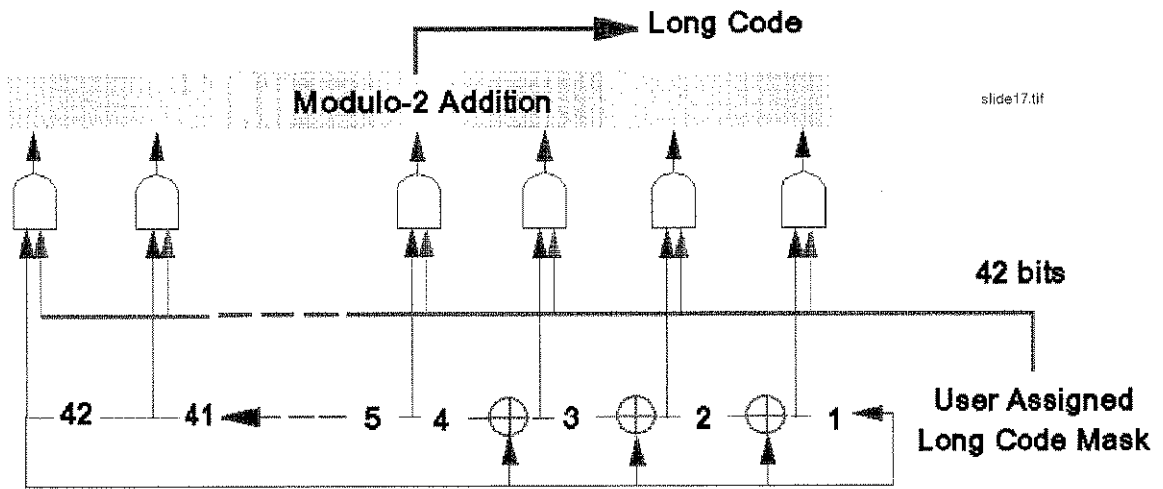 Long Code
Modulo-2 Addition
slide17.tif
42 bits
42 41 5 4 3 2 1
User Assigned
Long Code Mask